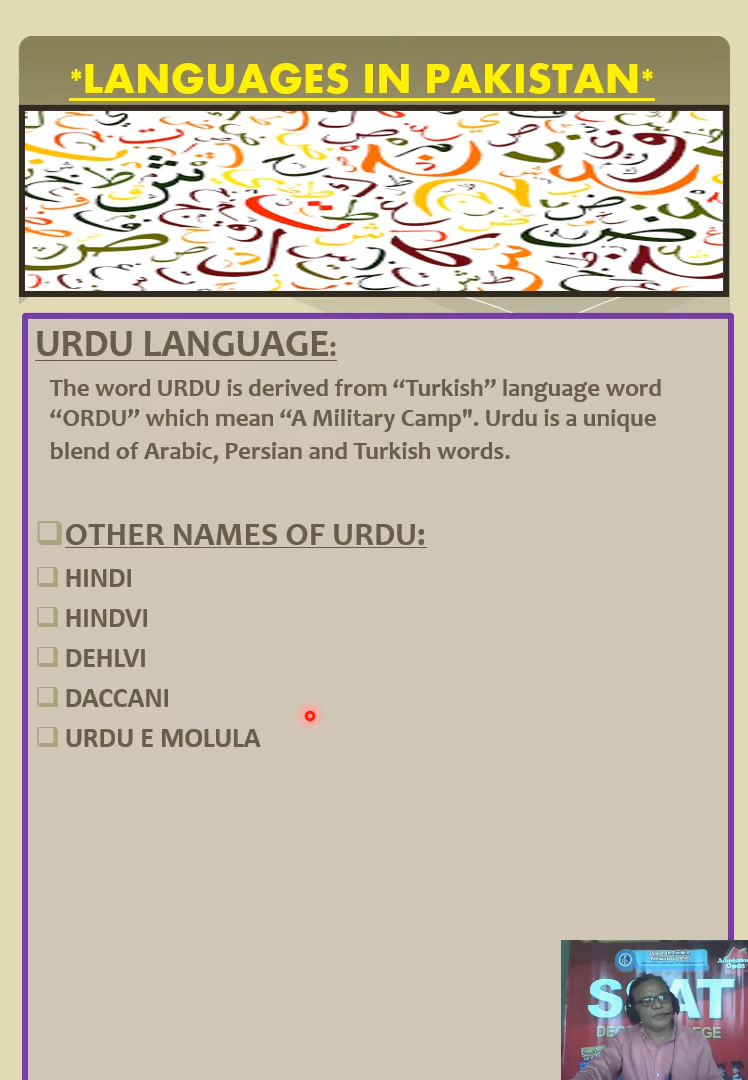 *LANGUAGES IN PAKISTAN*
URDU LANGUAGE:
The word URDU is derived from “Turkish” language word
“ORDU” which mean “A Military Camp". Urdu is a unique
blend of Arabic, Persian and Turkish words.
OTHER NAMES OF URDU:
HINDI
HINDVI
DEHLVI
DACCANI
URDU E MOLULA
Open